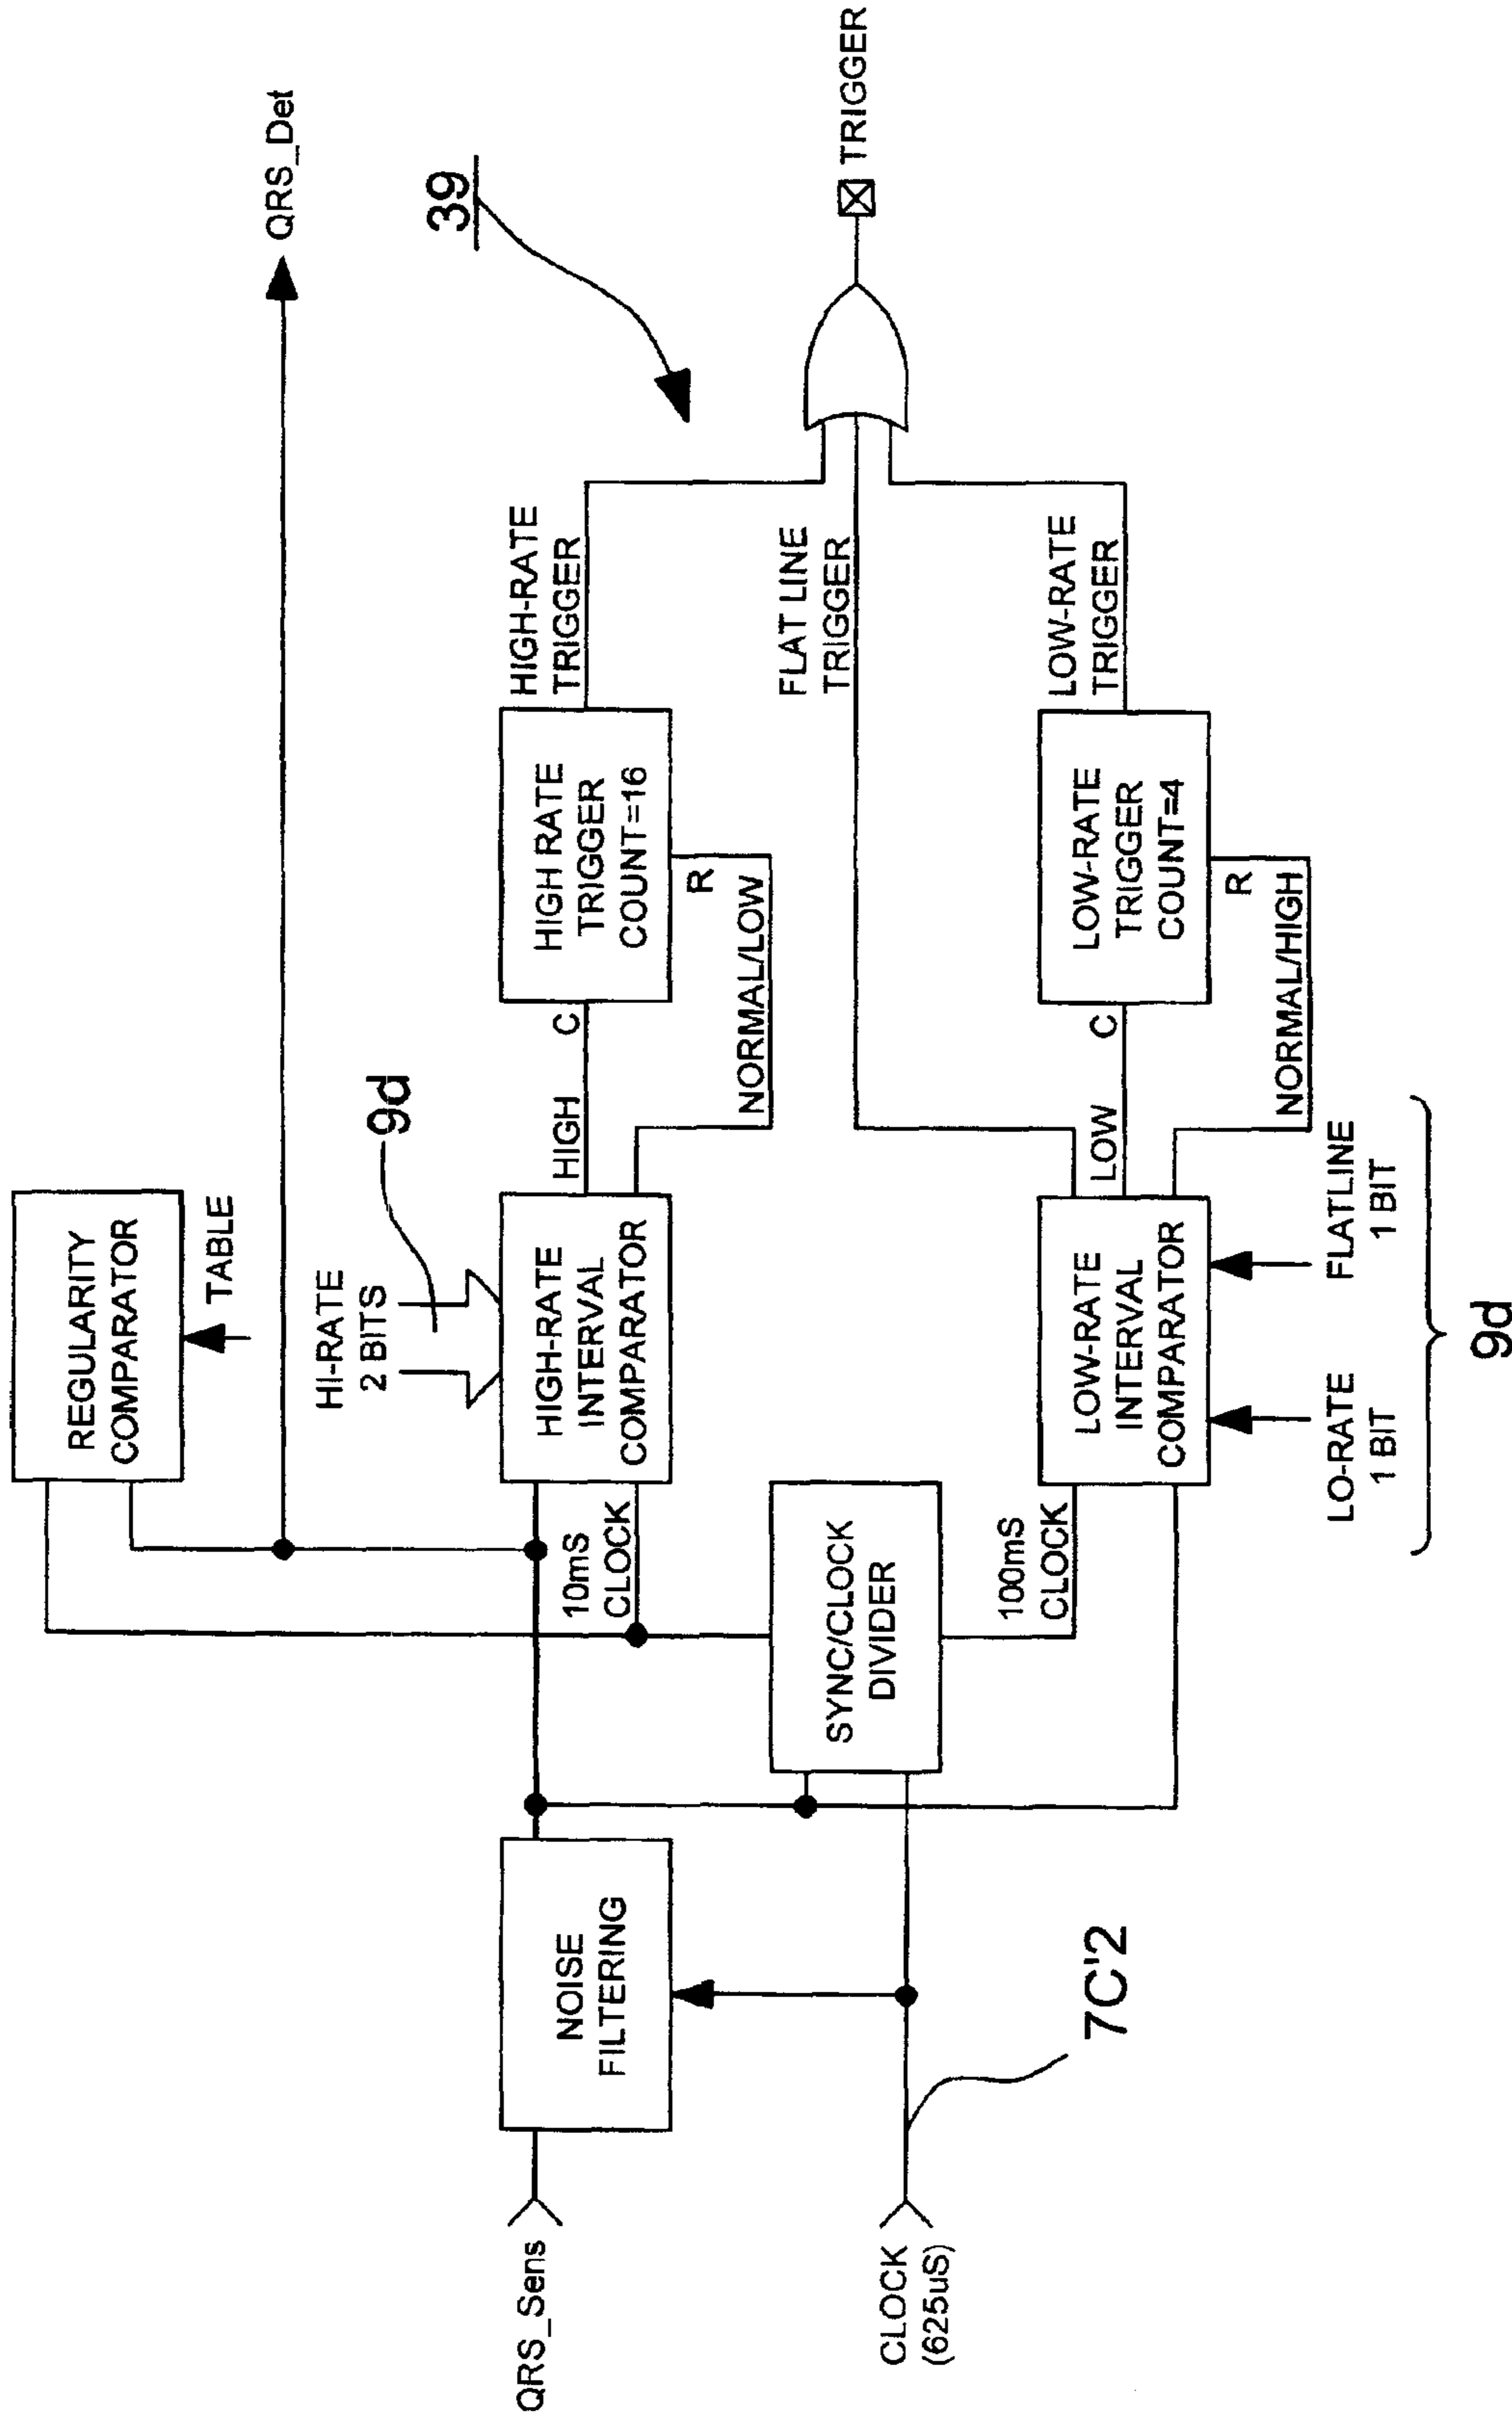 REGULARITY
COMPARATOR
TABLE
QRS_Det
39
HI-RATE
2 BITS
9d
QRS_Sens
NOISE
FILTERING
10mS
CLOCK
HIGH-RATE
INTERVAL
COMPARATOR
HIGH
C
HIGH RATE
TRIGGER
COUNT=16
R
NORMAL/LOW
HIGH-RATE
TRIGGER
FLAT LINE
TRIGGER
TRIGGER
CLOCK
(625uS)
7C'2
SYNC/CLOCK
DIVIDER
100mS
CLOCK
LOW-RATE
INTERVAL
COMPARATOR
LOW
C
LOW-RATE
TRIGGER
COUNT=4
R
NORMAL/HIGH
LOW-RATE
TRIGGER
LO-RATE
1 BIT
FLATLINE
1 BIT
9d